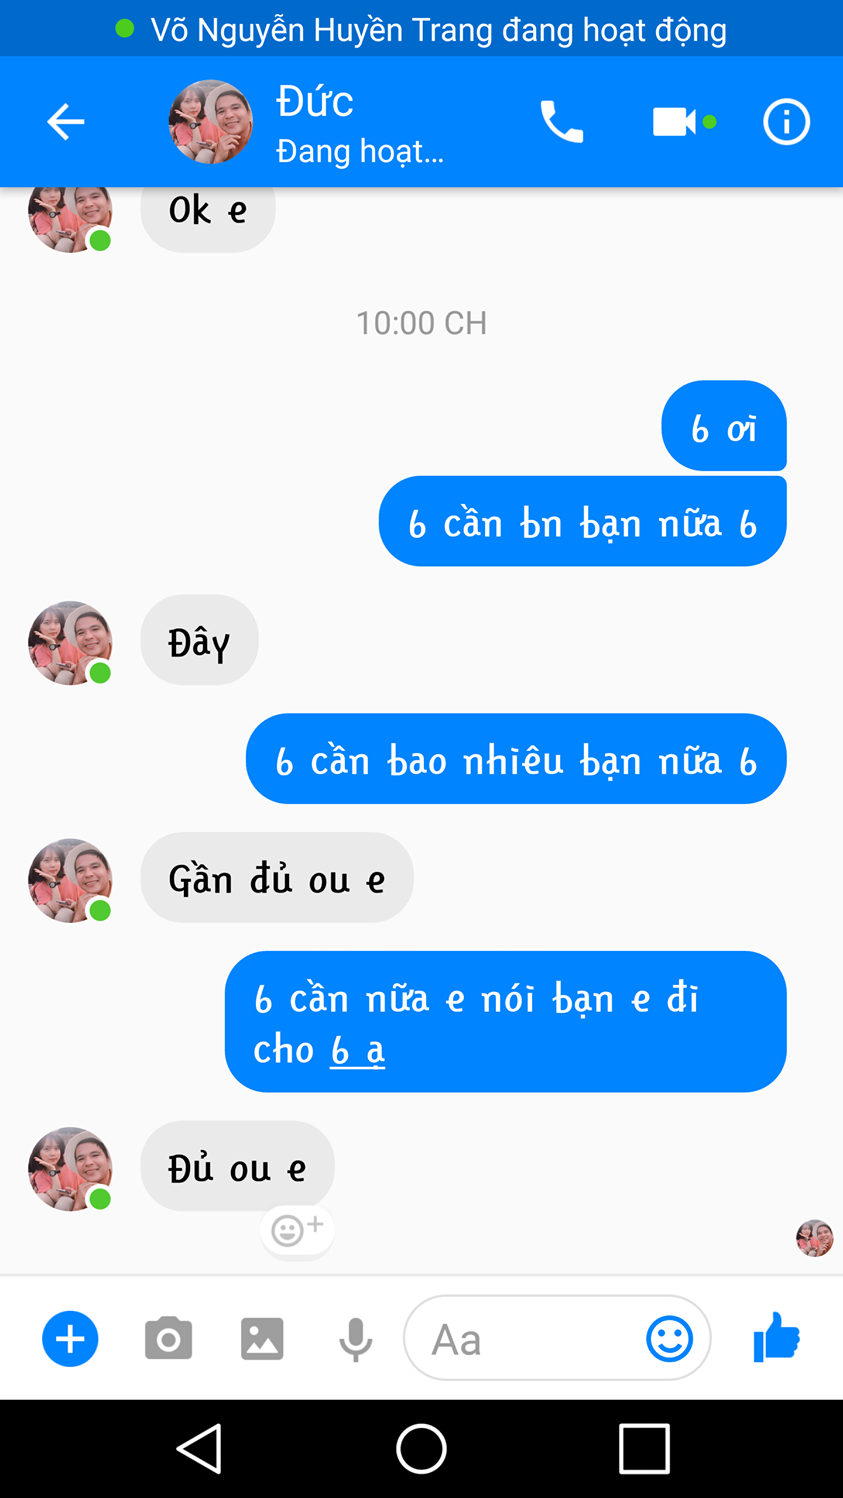 Võ Nguyễn Huyền Trang đang hoạt động
Đức
Đang hoạt...
Ok e
10:00 CH
6 ơi
6 cần bn bạn nữa 6
Đây
6 cần bao nhiêu bạn nữa 6
Gần đủ ou e
6 cần nữa e nói bạn e đi
cho 6 ạ
Đủ ou e
Aa